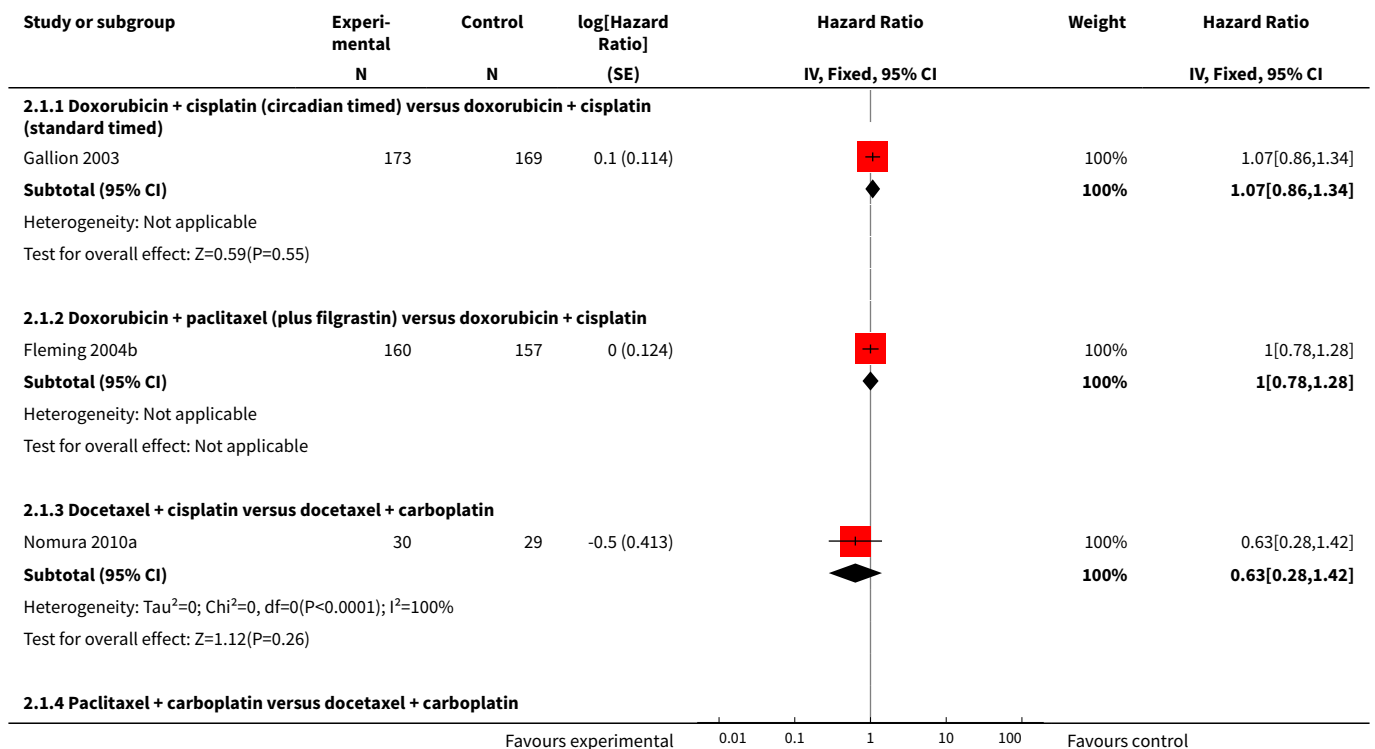 Study or subgroup Experi- Control log[Hazard Hazard Ratio Weight Hazard Ratio
mental Ratio]
N N (SE) IV, Fixed, 95% CI IV, Fixed, 95% CI
2.1.1 Doxorubicin + cisplatin (circadian timed) versus doxorubicin + cisplatin
(standard timed)
Gallion 2003 173 169 0.1 (0.114) 100% 1.07[0.86,1.34]
Subtotal (95% CI) 100% 1.07[0.86,1.34]
Heterogeneity: Not applicable
Test for overall effect: Z=0.59(P=0.55)
2.1.2 Doxorubicin + paclitaxel (plus filgrastin) versus doxorubicin + cisplatin
Fleming 2004b 160 157 0 (0.124) 100% 1[0.78,1.28]
Subtotal (95% CI) 100% 1[0.78,1.28]
Heterogeneity: Not applicable
Test for overall effect: Not applicable
2.1.3 Docetaxel + cisplatin versus docetaxel + carboplatin
Nomura 2010a 30 29 -0.5 (0.413) 100% 0.63[0.28,1.42]
Subtotal (95% CI) 100% 0.63[0.28,1.42]
Heterogeneity: Tau²=0; Chi²=0, df=0(P<0.0001); I²=100%
Test for overall effect: Z=1.12(P=0.26)
2.1.4 Paclitaxel + carboplatin versus docetaxel + carboplatin
Favours experimental 0.01 0.1 1 10 100 Favours control